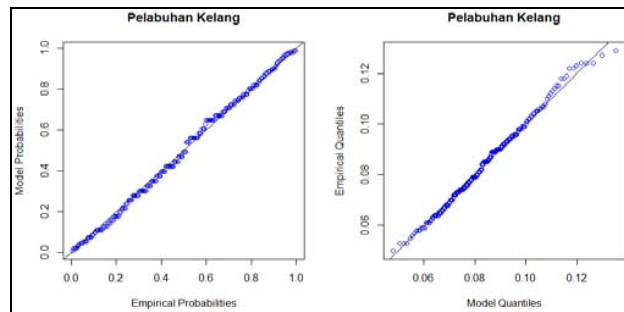 Pelabuhan Kelang
Model Probabilities
0.0 0.2 0.4 0.6 0.8 1.0
0.0 0.2 0.4 0.6 0.8 1.0
Empirical Probabilities
Pelabuhan Kelang
Empirical Quantiles
0.06 0.08 0.10 0.12
0.06 0.08 0.10 0.12
Model Quantiles